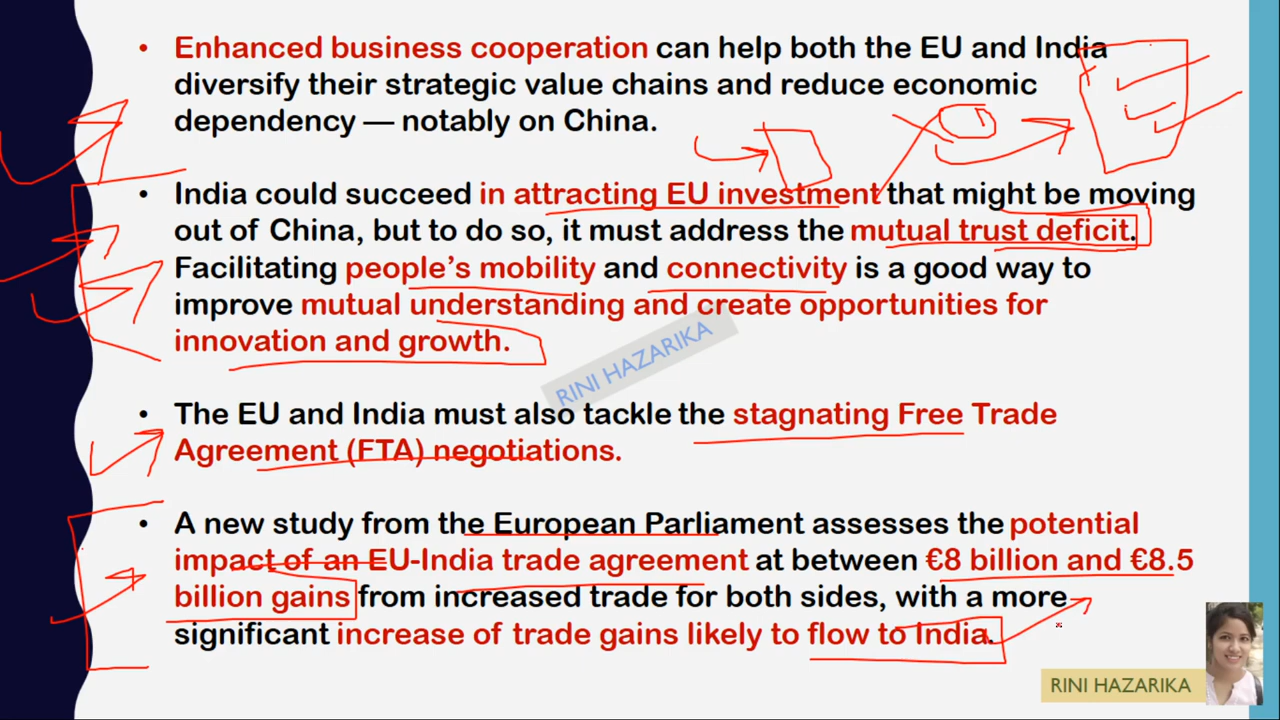 • Enhanced business cooperation can help both the EU and India
diversify their strategic value chains and reduce economic
dependency — notably on China.
• India could succeed in attracting EU investment that might be moving
out of China, but to do so, it must address the mutual trust deficit.
Facilitating people's mobility and connectivity is a good way to
improve mutual understanding and create opportunities for
innovation and growth.
RINI HAZARIKA
• The EU and India must also tackle the stagnating Free Trade
Agreement (FTA) negotiations.
• A new study from the European Parliament assesses the potential
impact of an EU-India trade agreement at between €8 billion and €8.5
billion gains from increased trade for both sides, with a more
significant increase of trade gains likely to flow to India.
RINI HAZARIKA